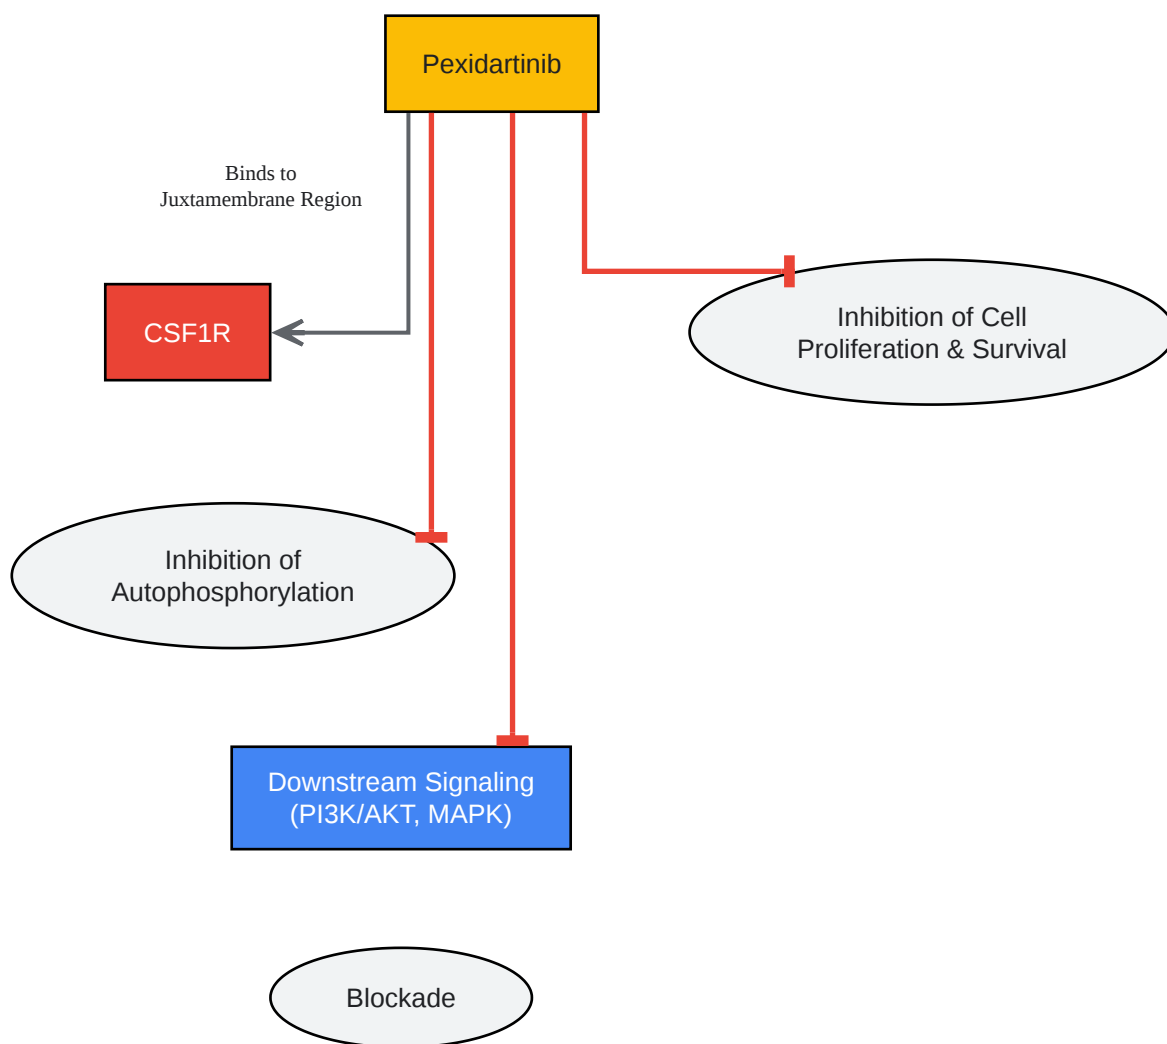 Pexidartinib
Binds to
Juxtamembrane Region
CSF1R
Inhibition of Cell
Proliferation & Survival
Inhibition of
Autophosphorylation
Downstream Signaling
(PI3K/AKT, MAPK)
Blockade